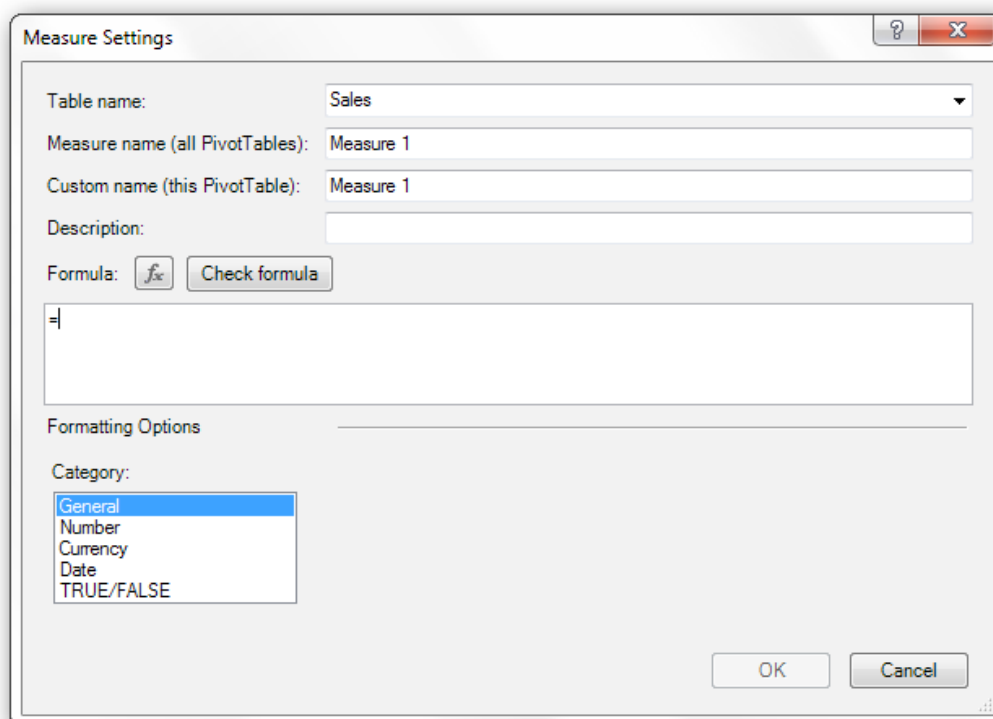 Measure Settings
Table name: Sales
Measure name (all PivotTables): Measure 1
Custom name (this PivotTable): Measure 1
Description:
Formula: fx Check formula
=
Formatting Options
Category:
General
Number
Currency
Date
TRUE/FALSE
OK Cancel